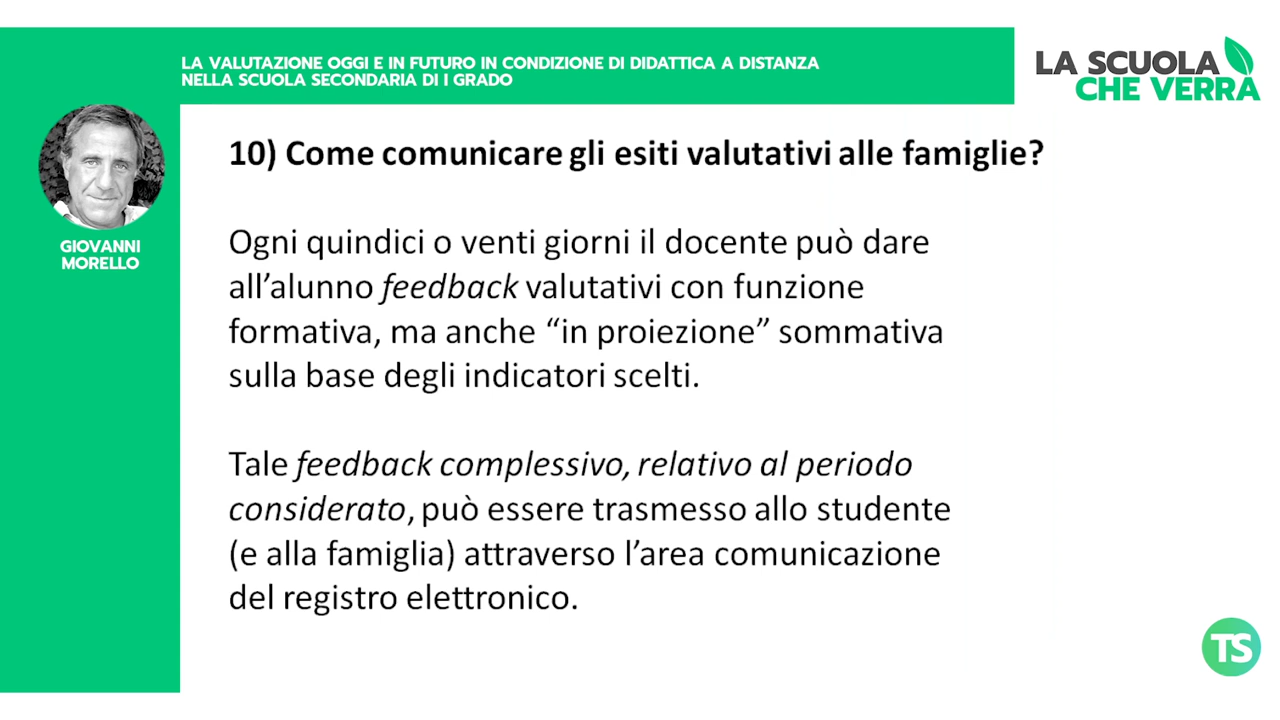 LA VALUTAZIONE OGGI E IN FUTURO IN CONDIZIONE DI DIDATTICA A DISTANZA
NELLA SCUOLA SECONDARIA DI I GRADO
LA SCUOLA
CHE VERRA
GIOVANNI
MORELLO
10) Come comunicare gli esiti valutativi alle famiglie?
Ogni quindici o venti giorni il docente può dare
all’alunno feedback valutativi con funzione
formativa, ma anche “in proiezione” sommativa
sulla base degli indicatori scelti.
Tale feedback complessivo, relativo al periodo
considerato, può essere trasmesso allo studente
(e alla famiglia) attraverso l’area comunicazione
del registro elettronico.
TS